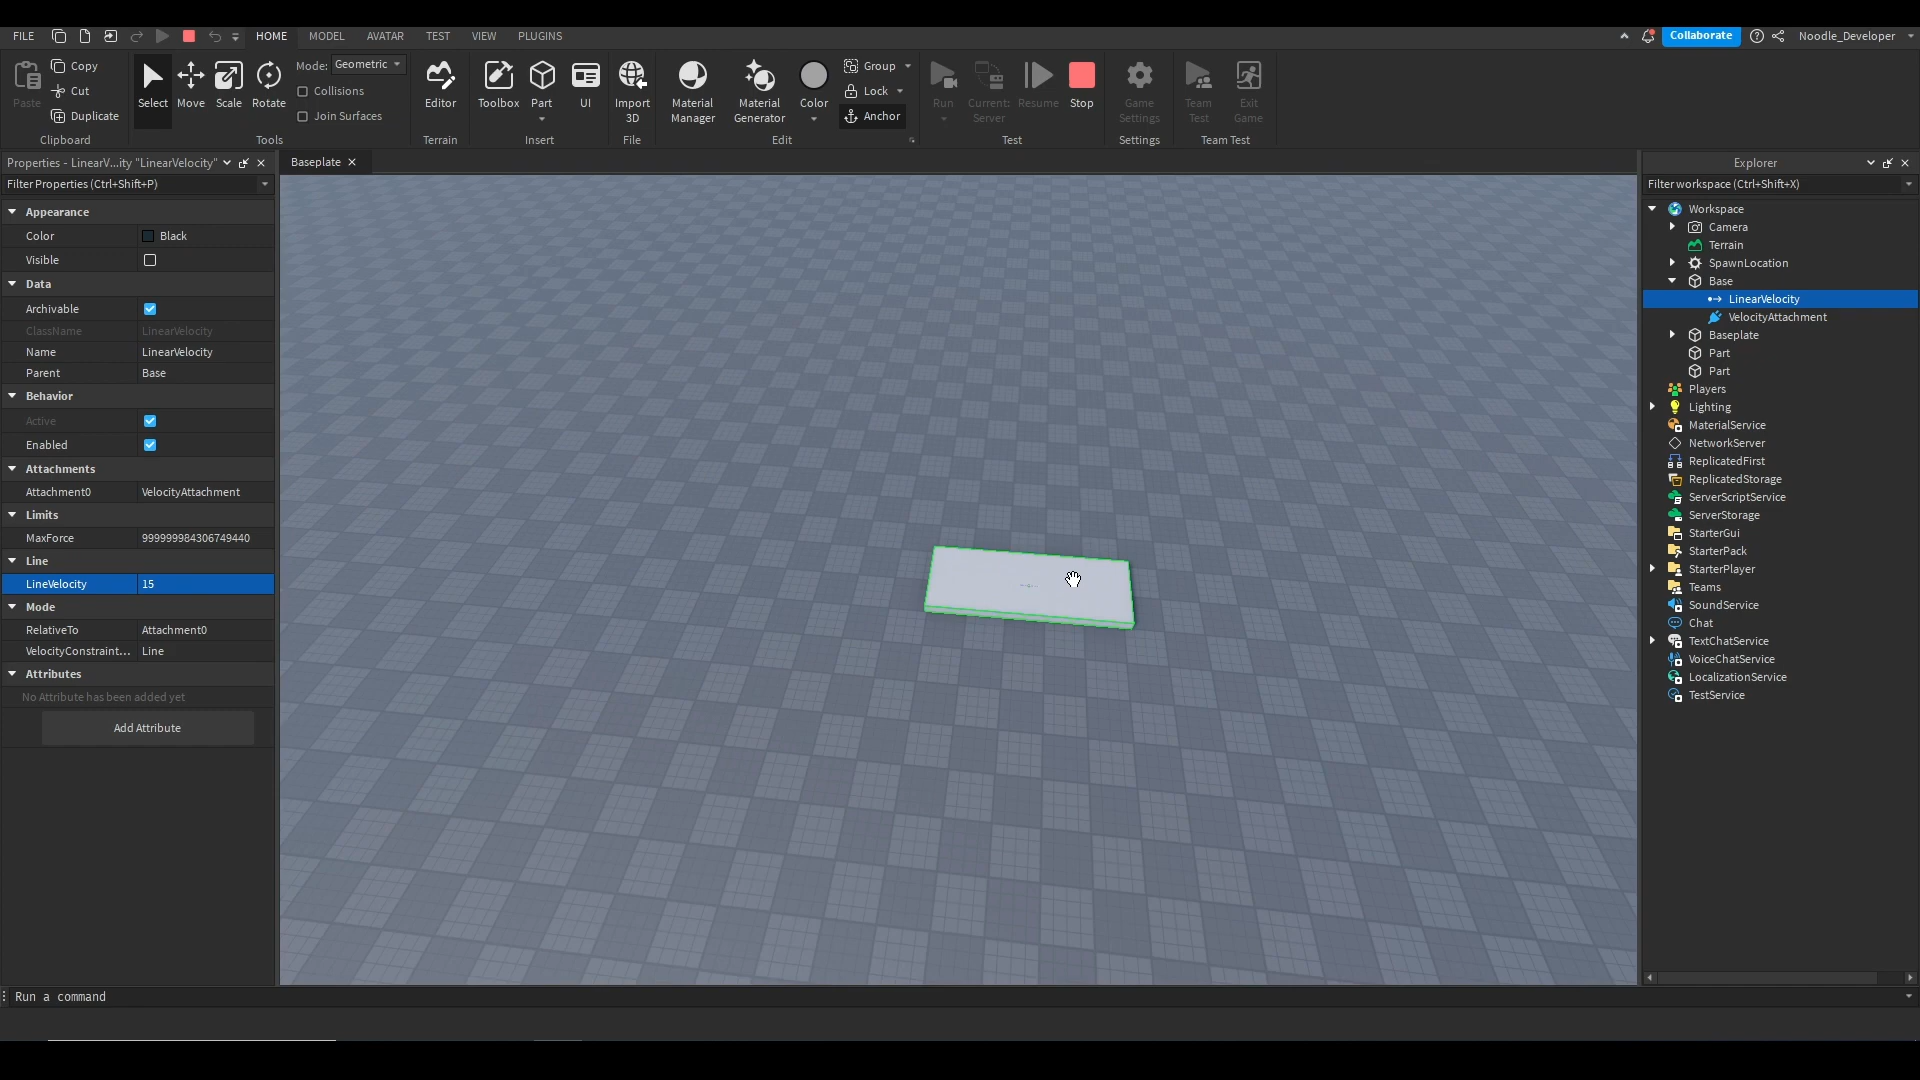 FILE HOME MODEL AVATAR TEST VIEW PLUGINS Collaborate Noodle_Developer
Paste
Copy
Cut
Duplicate
Clipboard
Select Move Scale Rotate
Mode: Geometric
Collisions
Join Surfaces
Tools
Editor
Terrain
Toolbox Part UI
Insert
Import
3D
File
Material
Manager
Material
Generator
Color
Group
Lock
Anchor
Edit
Run
Current:
Server
Resume
Stop
Test
Game
Settings
Settings
Team
Test
Exit
Game
Team Test
Properties - LinearV...ity "LinearVelocity"
Filter Properties (Ctrl+Shift+P)
Appearance
Color Black
Visible
Data
Archivable
ClassName LinearVelocity
Name LinearVelocity
Parent Base
Behavior
Active
Enabled
Attachments
Attachment0 VelocityAttachment
Limits
MaxForce 999999984306749440
Line
LineVelocity 15
Mode
RelativeTo Attachment0
VelocityConstraint... Line
Attributes
No Attribute has been added yet
Add Attribute
Baseplate
Explorer
Filter workspace (Ctrl+Shift+X)
Workspace
Camera
Terrain
SpawnLocation
Base
LinearVelocity
VelocityAttachment
Baseplate
Part
Part
Players
Lighting
MaterialService
NetworkServer
ReplicatedFirst
ReplicatedStorage
ServerScriptService
ServerStorage
StarterGui
StarterPack
StarterPlayer
Teams
SoundService
Chat
TextChatService
VoiceChatService
LocalizationService
TestService
Run a command